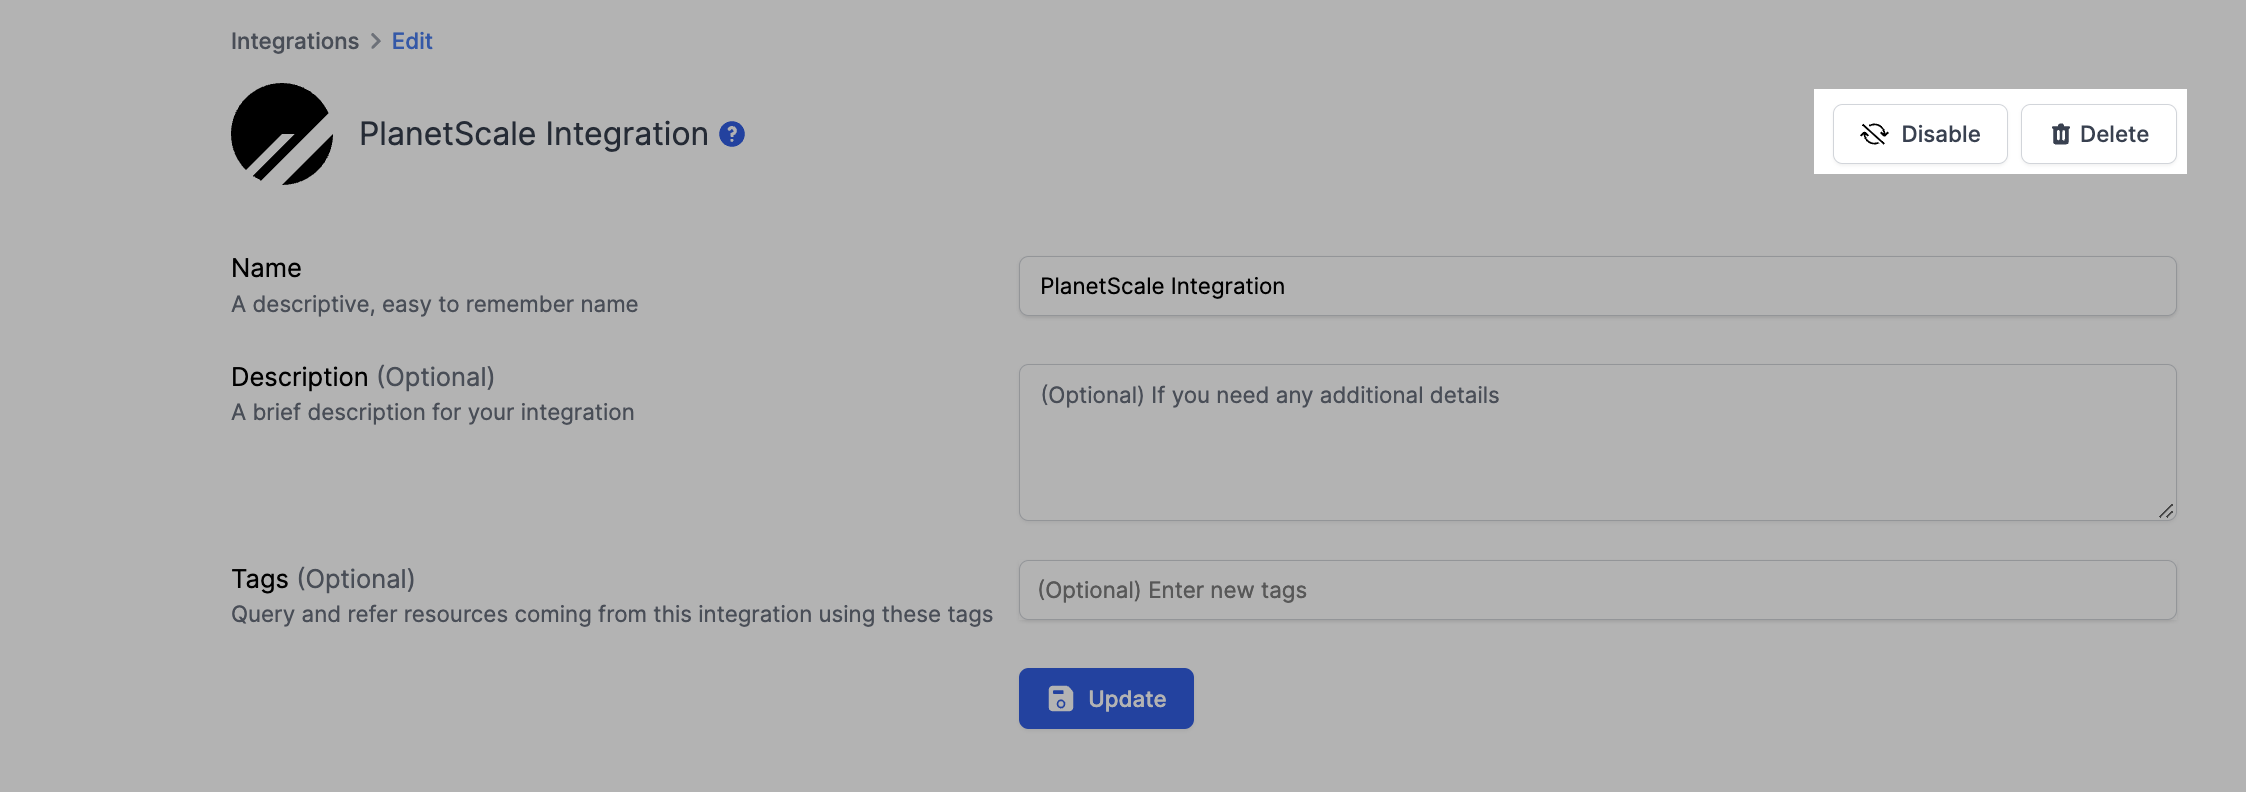 Integrations > Edit
PlanetScale Integration ?
Disable
Delete
Name
A descriptive, easy to remember name
PlanetScale Integration
Description (Optional)
A brief description for your integration
(Optional) If you need any additional details
Tags (Optional)
Query and refer resources coming from this integration using these tags
(Optional) Enter new tags
Update